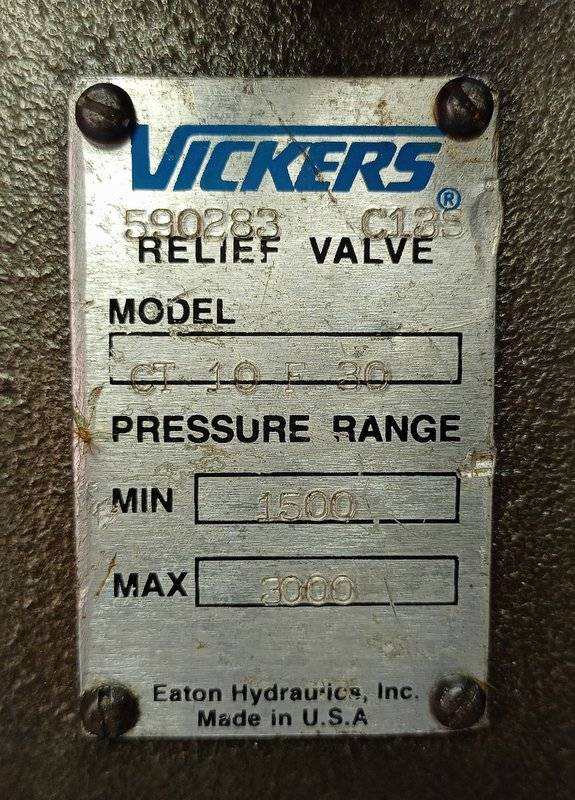 VICKERS®
590283 C13S
RELIEF VALVE
MODEL
CT 10 F 30
PRESSURE RANGE
MIN 1500
MAX 3000
Eaton Hydraulics, Inc.
Made in U.S.A